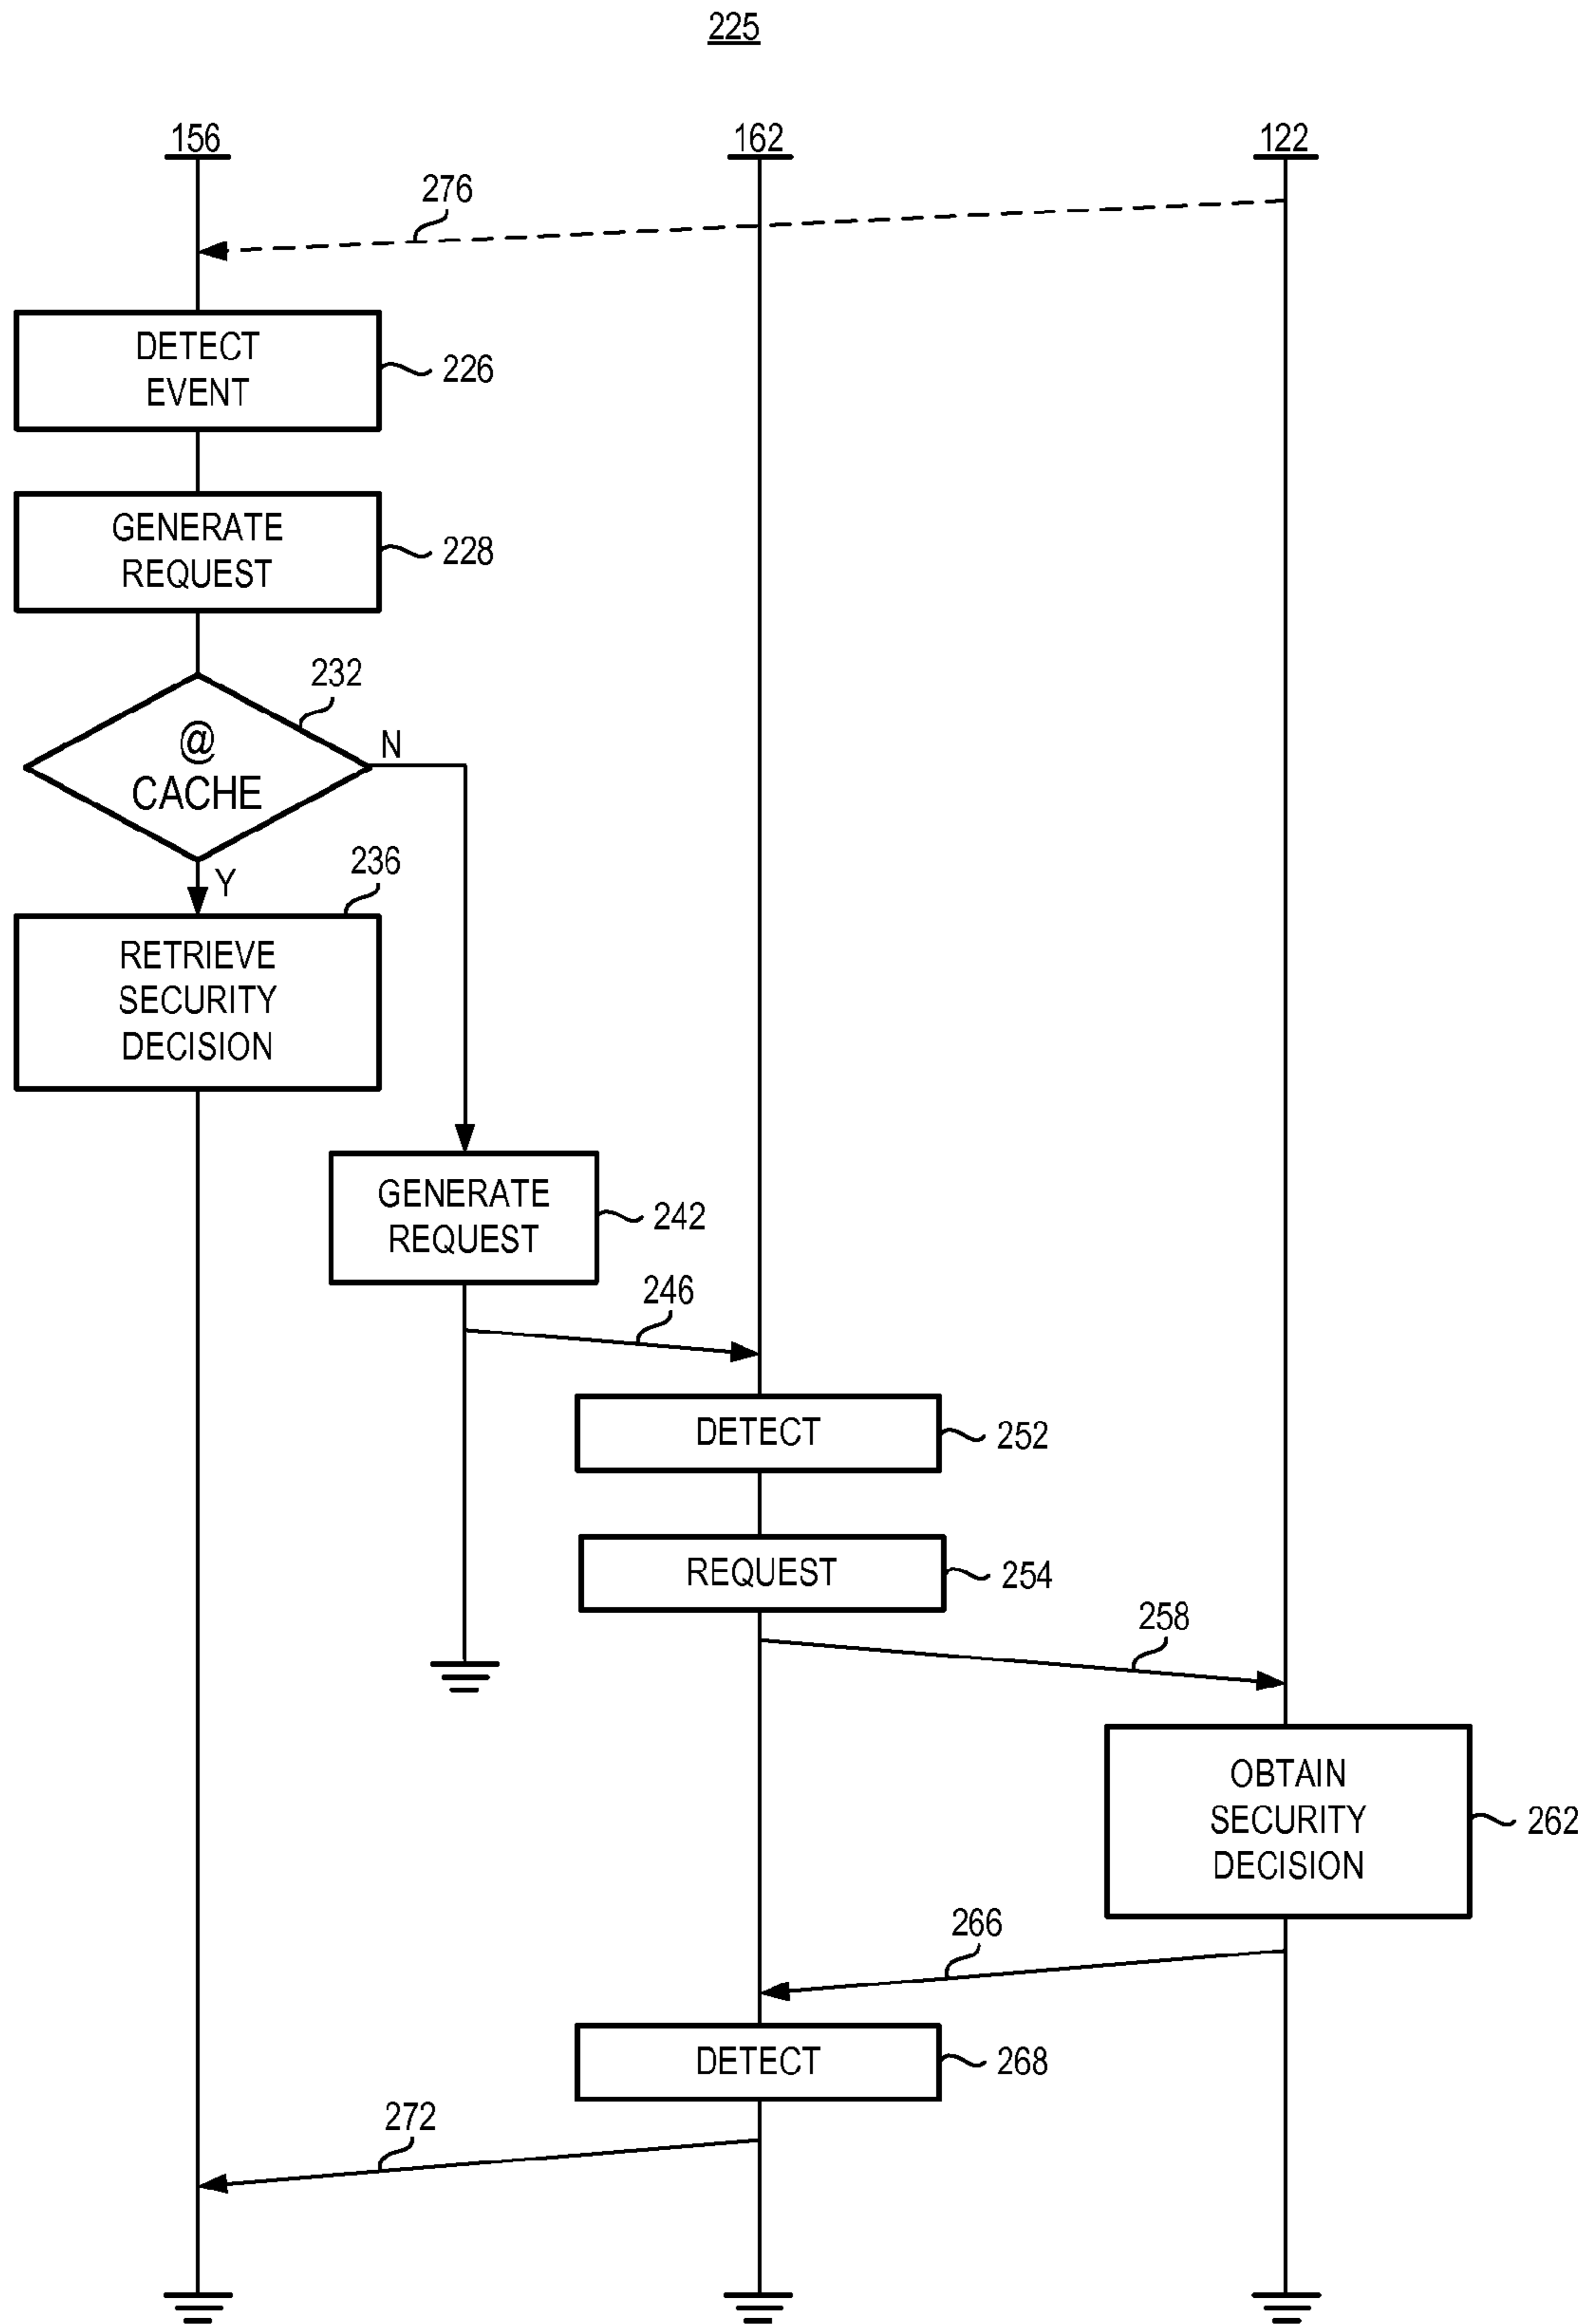 225
156
162
122
276
DETECT
EVENT
226
GENERATE
REQUEST
228
232
@
CACHE
N
Y
236
RETRIEVE
SECURITY
DECISION
GENERATE
REQUEST
242
246
DETECT
252
REQUEST
254
258
OBTAIN
SECURITY
DECISION
262
266
DETECT
268
272